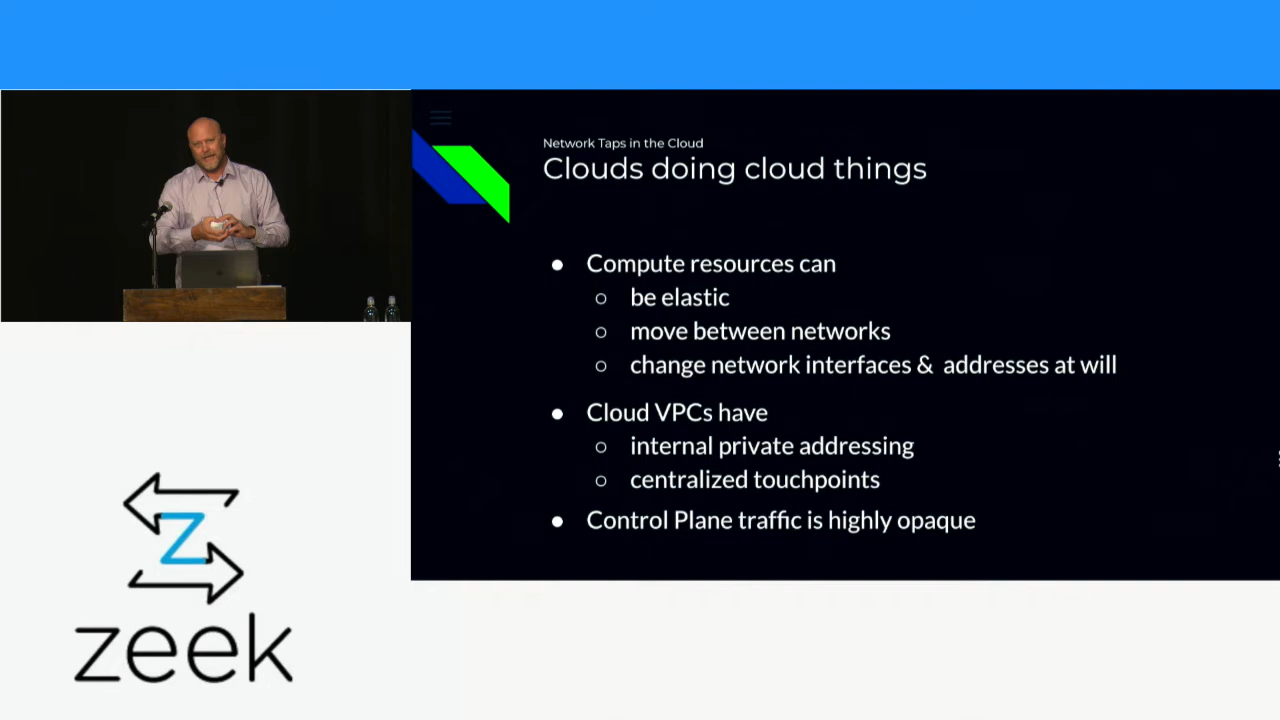 Network Taps in the Cloud
Clouds doing cloud things
● Compute resources can
○ be elastic
○ move between networks
○ change network interfaces & addresses at will
● Cloud VPCs have
○ internal private addressing
○ centralized touchpoints
● Control Plane traffic is highly opaque
z
zeek